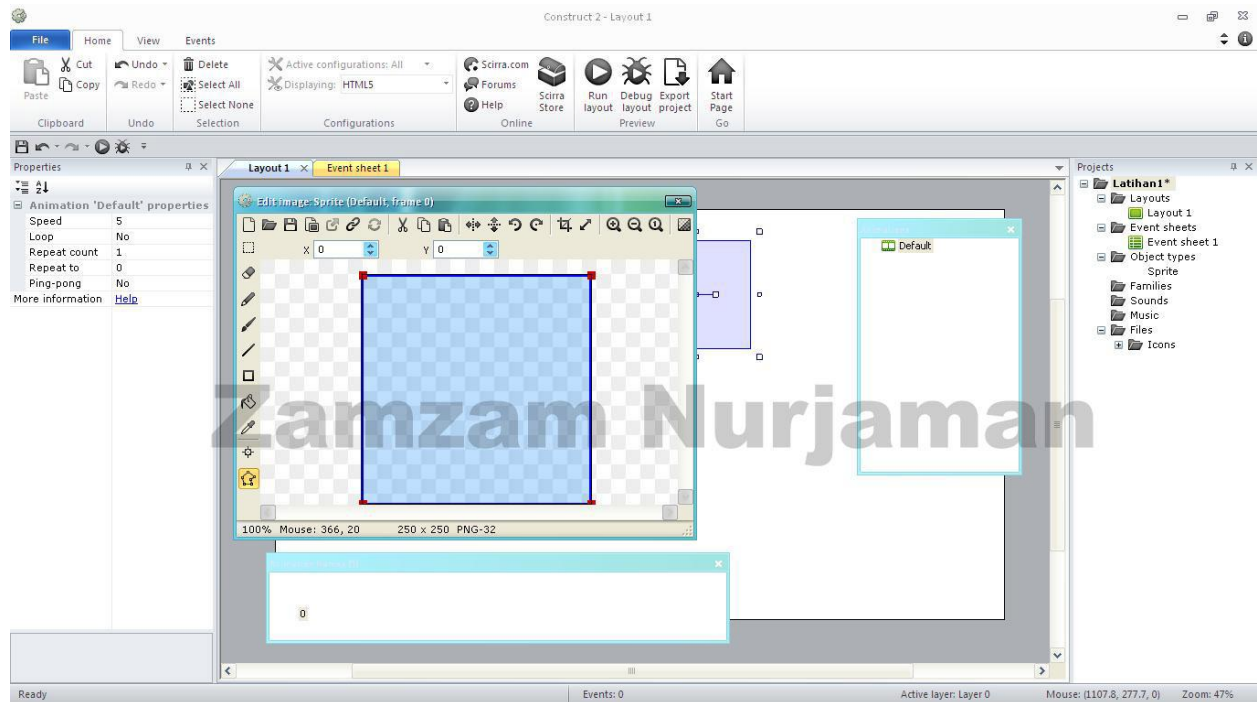 Construct 2 - Layout 1
File Home View Events
Paste Cut Copy Clipboard
Undo Redo Undo
Delete Select All Select None Selection
Active configurations: All
Displaying: HTML5
Configurations
Scirra.com Forums Help Scirra Store Online
Run layout Debug layout Export project Preview
Start Page Go
Properties
Animation 'Default' properties
Speed 5
Loop No
Repeat count 1
Repeat to 0
Ping-pong No
More information Help
Layout 1 Event sheet 1
Edit image: Sprite (Default, frame 0)
X 0 Y 0
100% Mouse: 366, 20 250 x 250 PNG-32
0
Default
Projects
Latihan1*
Layouts
Layout 1
Event sheets
Event sheet 1
Object types
Sprite
Families
Sounds
Music
Files
Icons
Zamzam Nurjaman
Ready Events: 0 Active layer: Layer 0 Mouse: (1107.8, 277.7, 0) Zoom: 47%